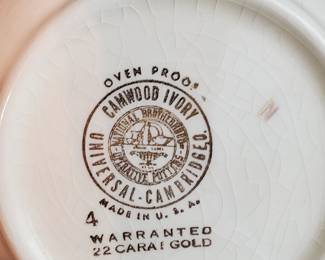 OVEN PROOF
CAMWOOD IVORY
NATIONAL BROTHERHOOD
OPERATIVE POTTERS
UNIVERSAL-CAMBRIDGE O.
4
MADE IN U.S.A.
WARRANTED
22 CARAT GOLD
N